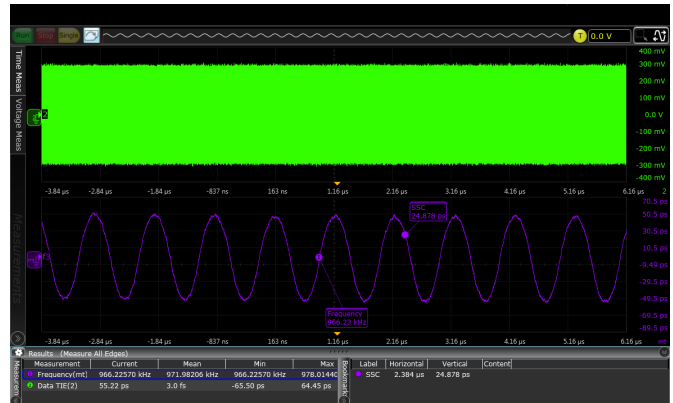 Run Stop Single T 0.0 V
Time Meas
Voltage Meas
400 mV
300 mV
200 mV
100 mV
0.0 V
-100 mV
-200 mV
-300 mV
-400 mV
2
-3.84 µs -2.84 µs -1.84 µs -837 ns 163 ns 1.16 µs 2.16 µs 3.16 µs 4.16 µs 5.16 µs 6.16 µs 2
Measurements
70.5 ps
50.5 ps
30.5 ps
10.5 ps
-9.49 ps
-29.5 ps
-49.5 ps
-69.5 ps
-89.5 ps
SSC
24.878 ps
f3
Frequency
966.23 kHz
-3.84 µs -2.84 µs -1.84 µs -837 ns 163 ns 1.16 µs 2.16 µs 3.16 µs 4.16 µs 5.16 µs 6.16 µs mt
Results (Measure All Edges)
Measurement Current Mean Min Max
Frequency(mt) 966.22570 kHz 971.98206 kHz 966.22570 kHz 978.01440
Data TIE(2) 55.22 ps 3.0 fs -65.50 ps 64.45 ps
Label Horizontal Vertical Content
SSC 2.384 µs 24.878 ps
Measurem
Bookmark